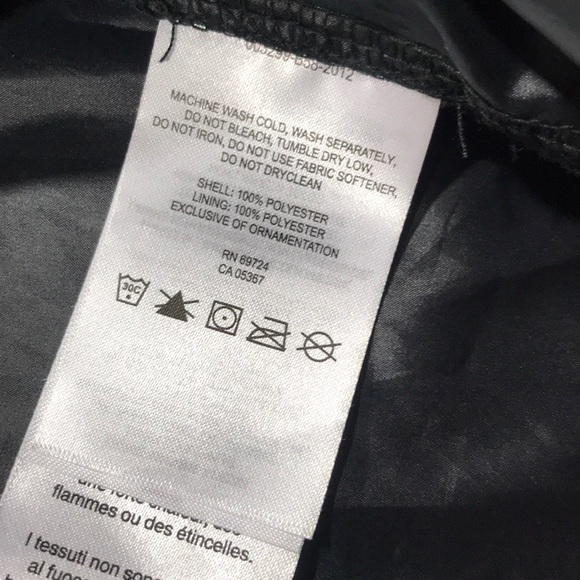 MACHINE WASH COLD, WASH SEPARATELY,
DO NOT BLEACH, TUMBLE DRY LOW,
DO NOT IRON, DO NOT USE FABRIC SOFTENER,
DO NOT DRYCLEAN
SHELL: 100% POLYESTER
LINING: 100% POLYESTER
EXCLUSIVE OF ORNAMENTATION
RN 69724
CA 05367
30C
flammes ou des étincelles.
I tessuti non
al